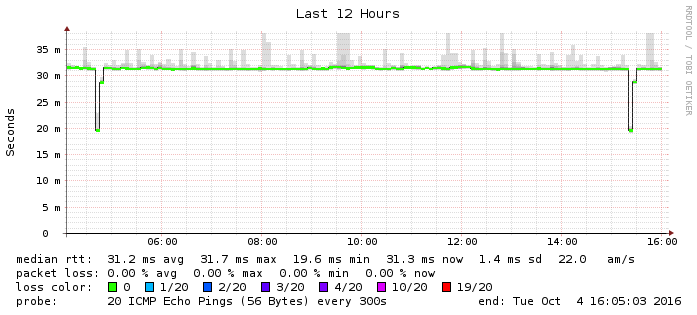 Last 12 Hours
RRDTOOL / TOBI OETIKER
Seconds
35 m
30 m
25 m
20 m
15 m
10 m
5 m
0
06:00 08:00 10:00 12:00 14:00 16:00
median rtt: 31.2 ms avg 31.7 ms max 19.6 ms min 31.3 ms now 1.4 ms sd 22.0 am/s
packet loss: 0.00 % avg 0.00 % max 0.00 % min 0.00 % now
loss color: 0 1/20 2/20 3/20 4/20 10/20 19/20
probe: 20 ICMP Echo Pings (56 Bytes) every 300s end: Tue Oct 4 16:05:03 2016